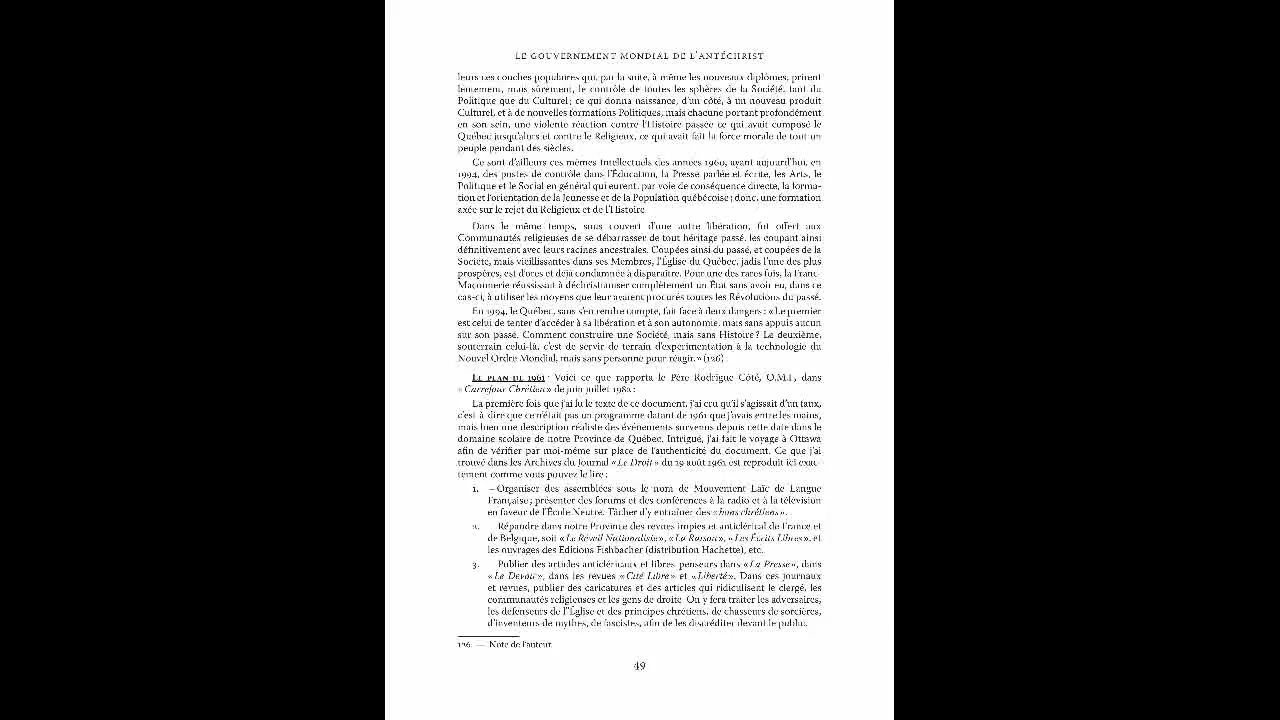 LE GOUVERNEMENT MONDIAL DE L'ANTÉCHRIST
leurs des couches populaires qui, par la suite, à même les nouveaux diplômes, prirent
lentement, mais sûrement, le contrôle de toutes les sphères de la Société, tant du
Politique que du Culturel ; ce qui donna naissance, d'un côté, à un nouveau produit
Culturel, et à de nouvelles formations Politiques, mais chacune portant profondément
en son sein, une violente réaction contre l'Histoire passée ce qui avait composé le
Québec jusqu'alors et contre le Religieux, ce qui avait fait la force morale de tout un
peuple pendant des siècles.
Ce sont d'ailleurs ces mêmes Intellectuels des années 1960, ayant aujourd'hui, en
1994, des postes de contrôle dans l'Éducation, la Presse parlée et écrite, les Arts, le
Politique et le Social en général qui eurent, par voie de conséquence directe, la forma-
tion et l'orientation de la Jeunesse et de la Population québécoise ; donc, une formation
axée sur le rejet du Religieux et de l'Histoire.
Dans le même temps, sous couvert d'une autre libération, fut offert aux
Communautés religieuses de se débarrasser de tout héritage passé, les coupant ainsi
définitivement avec leurs racines ancestrales. Coupées ainsi du passé, et coupées de la
Société, mais vieillissantes dans ses Membres, l'Église du Québec, jadis l'une des plus
prospères, est d'ores et déjà condamnée à disparaître. Pour une des rares fois, la Franc-
Maçonnerie réussissait à déchristianiser complètement un État sans avoir eu, dans ce
cas-ci, à utiliser les moyens que leur avaient procurés toutes les Révolutions du passé.
En 1994, le Québec, sans s'en rendre compte, fait face à deux dangers : « Le premier
est celui de tenter d'accéder à sa libération et à son autonomie, mais sans appuis aucun
sur son passé. Comment construire une Société, mais sans Histoire ? Le deuxième,
souterrain celui-là, c'est de servir de terrain d'expérimentation à la technologie du
Nouvel Ordre Mondial, mais sans personne pour réagir. » (126)
LE PLAN DE 1961 : Voici ce que rapporta le Père Rodrigue Côté, O.M.I., dans
« Carrefour Chrétien » de juin juillet 1982 :
La première fois que j'ai lu le texte de ce document, j'ai cru qu'il s'agissait d'un faux,
c'est à dire que ce n'était pas un programme datant de 1961 que j'avais entre les mains,
mais bien une description réaliste des événements survenus depuis cette date dans le
domaine scolaire de notre Province de Québec. Intrigué, j'ai fait le voyage à Ottawa
afin de vérifier par moi-même sur place de l'authenticité du document. Ce que j'ai
trouvé dans les Archives du Journal « Le Droit » du 19 août 1961 est reproduit ici exac-
tement comme vous pouvez le lire :
1. – Organiser des assemblées sous le nom de Mouvement Laïc de Langue
Française ; présenter des forums et des conférences à la radio et à la télévision
en faveur de l'École Neutre. Tâcher d'y entraîner des « bons chrétiens ».
2. Répandre dans notre Province des revues impies et anticlérical de France et
de Belgique, soit « Le Réveil Nationaliste », « La Raison », « Les Écrits Libres », et
les ouvrages des Editions Fishbacher (distribution Hachette), etc..
3. Publier des articles anticléricaux et libres penseurs dans « La Presse », dans
« Le Devoir », dans les revues « Cité Libre » et « Liberté ». Dans ces journaux
et revues, publier des caricatures et des articles qui ridiculisent le clergé, les
communautés religieuses et les gens de droite. On y fera traiter les adversaires,
les défenseurs de l'Église et des principes chrétiens, de chasseurs de sorcières,
d'inventeurs de mythes, de fascistes, afin de les discréditer devant le public.
126. — Note de l'auteur.
49